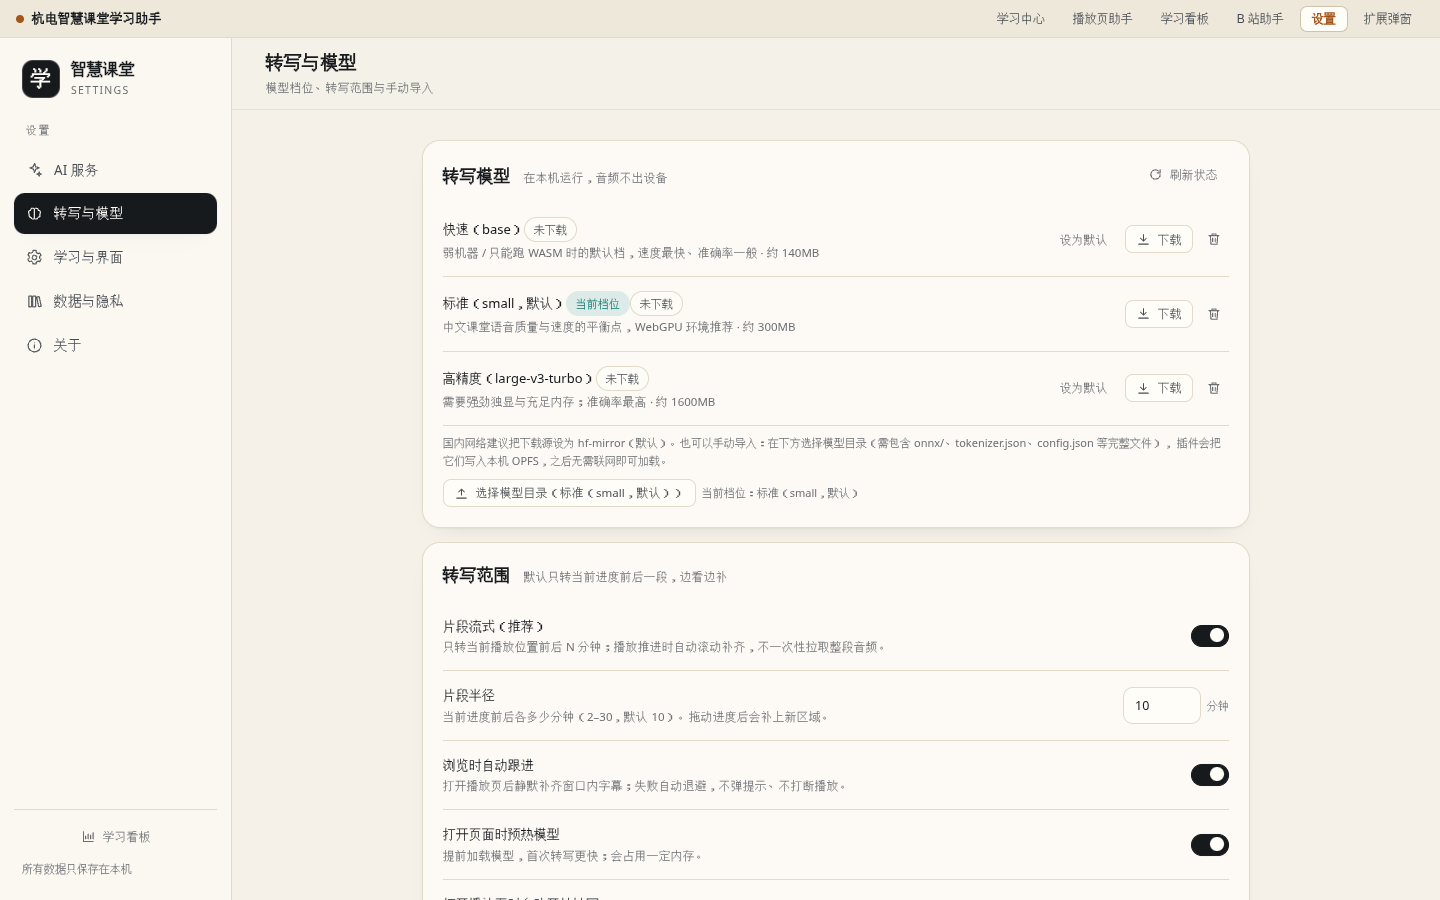 杭电智慧课堂学习助手
学习中心 播放页助手 学习看板 B 站助手 设置 扩展弹窗
学 智慧课堂
SETTINGS
设置
AI 服务
转写与模型
学习与界面
数据与隐私
关于
学习看板
所有数据只保存在本机
转写与模型
模型档位、转写范围与手动导入
转写模型 在本机运行，音频不出设备 刷新状态
快速（base） 未下载
弱机器 / 只能跑 WASM 时的默认档，速度最快、准确率一般 · 约 140MB
设为默认 下载
标准（small，默认） 当前档位 未下载
中文课堂语音质量与速度的平衡点，WebGPU 环境推荐 · 约 300MB
下载
高精度（large-v3-turbo） 未下载
需要强劲独显与充足内存；准确率最高 · 约 1600MB
设为默认 下载
国内网络建议把下载源设为 hf-mirror（默认）。也可以手动导入：在下方选择模型目录（需包含 onnx/、tokenizer.json、config.json 等完整文件），插件会把
它们写入本机 OPFS，之后无需联网即可加载。
选择模型目录（标准（small，默认）） 当前档位：标准（small，默认）
转写范围 默认只转当前进度前后一段，边看边补
片段流式（推荐）
只转当前播放位置前后 N 分钟；播放推进时自动滚动补齐，不一次性拉取整段音频。
片段半径
当前进度前后各多少分钟（2–30，默认 10）。拖动进度后会补上新区域。
10 分钟
浏览时自动跟进
打开播放页后静默补齐窗口内字幕；失败自动退避，不弹提示、不打断播放。
打开页面时预热模型
提前加载模型，首次转写更快；会占用一定内存。